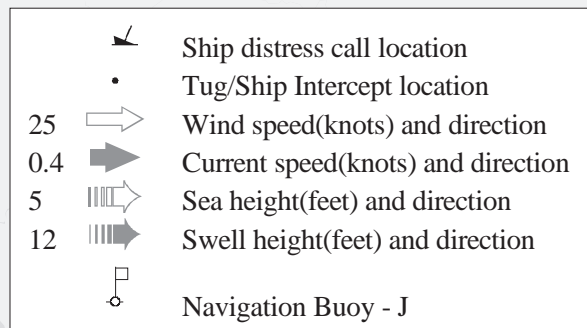 Ship distress call location
Tug/Ship Intercept location
25 Wind speed(knots) and direction
0.4 Current speed(knots) and direction
5 Sea height(feet) and direction
12 Swell height(feet) and direction
Navigation Buoy - J